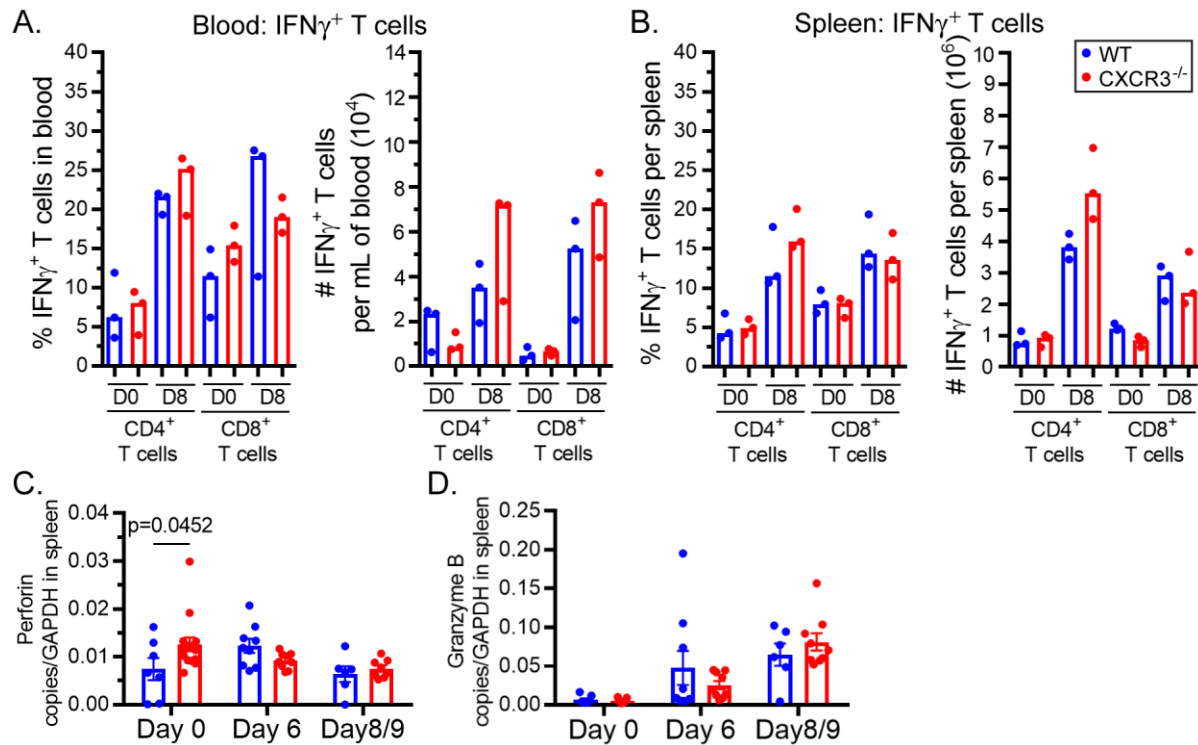 A.
Blood: IFNγ⁺ T cells
% IFNγ⁺ T cells in blood
40
35
30
25
20
15
10
5
0
D0 D8 D0 D8
CD4⁺ CD8⁺
T cells T cells
# IFNγ⁺ T cells
per mL of blood (10⁴)
14
12
10
8
6
4
2
0
D0 D8 D0 D8
CD4⁺ CD8⁺
T cells T cells
B.
Spleen: IFNγ⁺ T cells
% IFNγ⁺ T cells per spleen
40
35
30
25
20
15
10
5
0
D0 D8 D0 D8
CD4⁺ CD8⁺
T cells T cells
# IFNγ⁺ T cells per spleen (10⁶)
10
9
8
7
6
5
4
3
2
1
0
D0 D8 D0 D8
CD4⁺ CD8⁺
T cells T cells
WT
CXCR3⁻/⁻
C.
Perforin
copies/GAPDH in spleen
0.04
0.03
0.02
0.01
0.00
p=0.0452
Day 0 Day 6 Day8/9
D.
Granzyme B
copies/GAPDH in spleen
0.25
0.20
0.15
0.10
0.05
0.00
Day 0 Day 6 Day8/9